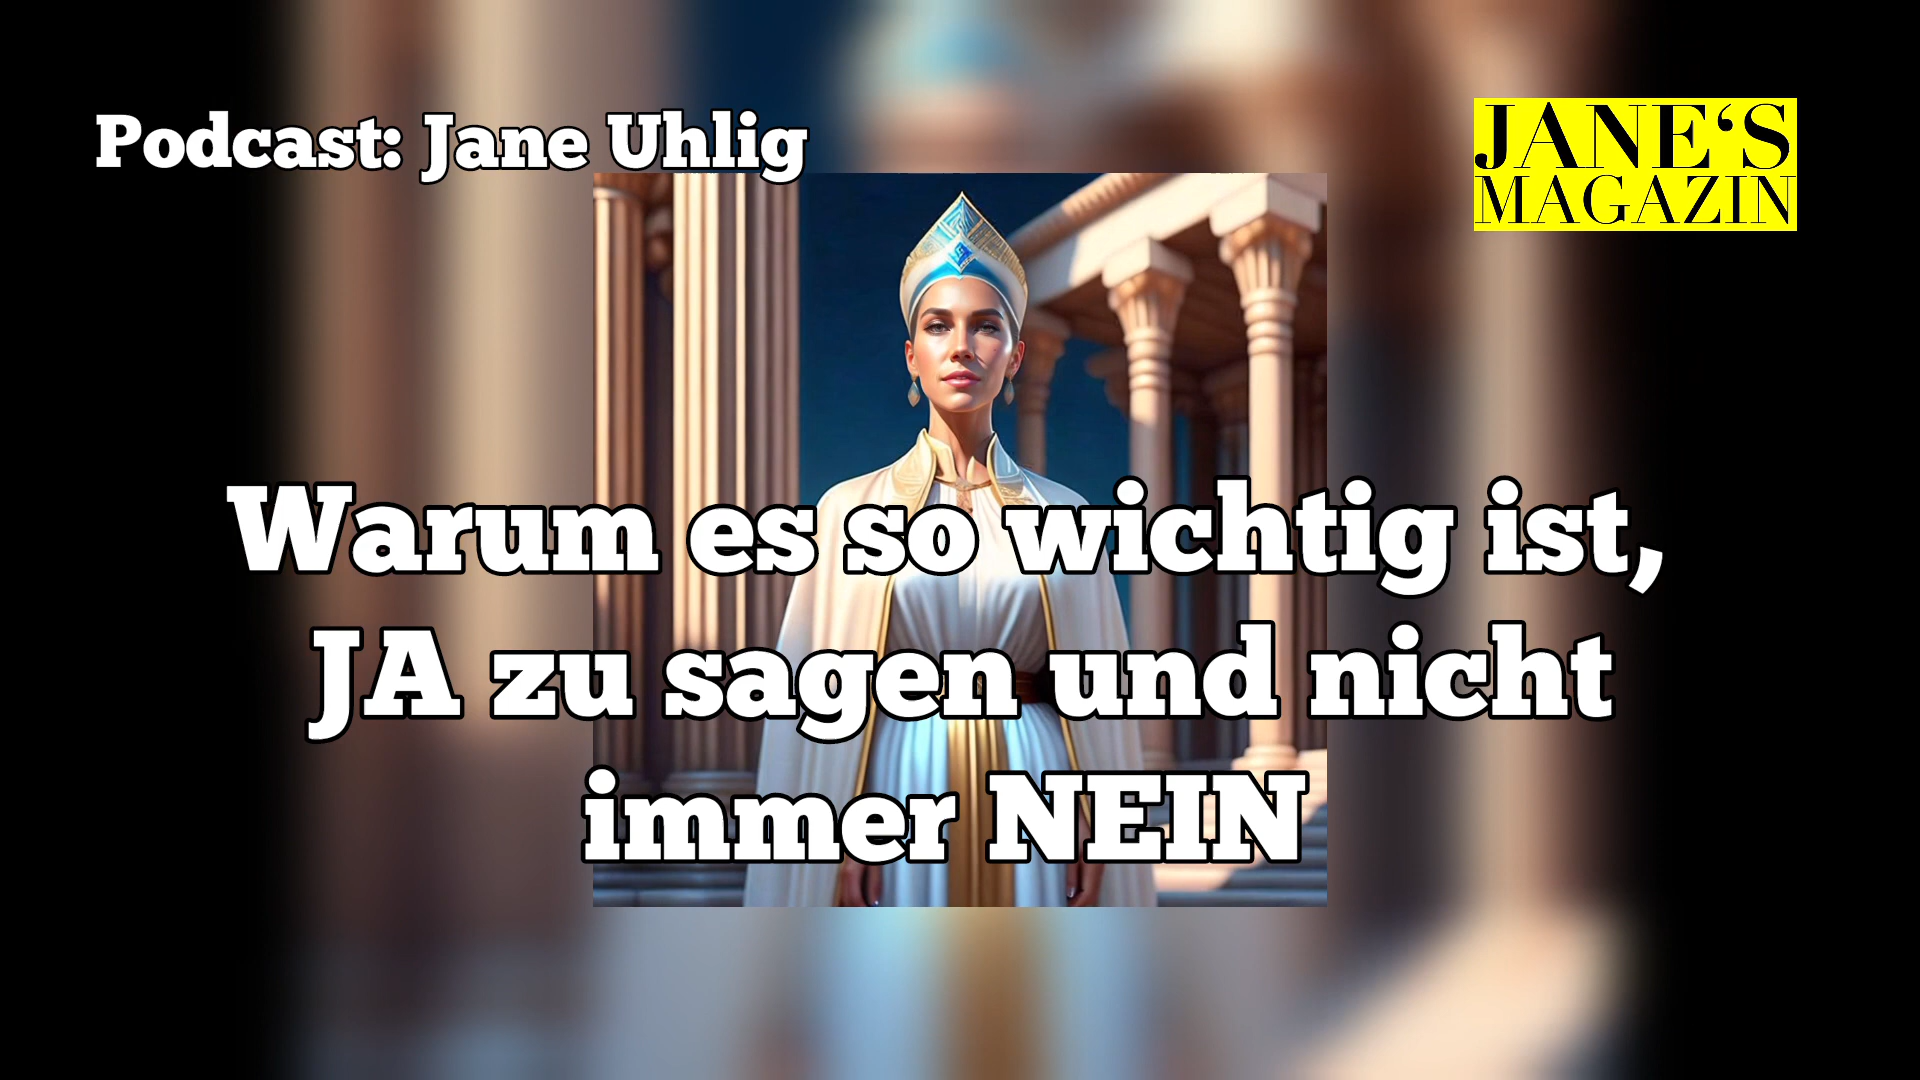 Podcast: Jane Uhlig
JANE‘S
MAGAZIN
Warum es so wichtig ist,
JA zu sagen und nicht
immer NEIN